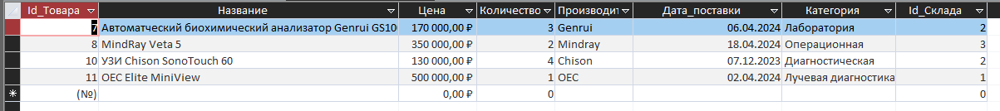 Id_Товара Название Цена Количество Производит Дата_поставки Категория Id_Склада
7 Автоматческий биохимический анализатор Genrui GS10 170 000,00 ₽ 3 Genrui 06.04.2024 Лаборатория 2
8 MindRay Veta 5 350 000,00 ₽ 2 Mindray 18.04.2024 Операционная 3
10 УЗИ Chison SonoTouch 60 130 000,00 ₽ 4 Chison 07.12.2023 Диагностическая 2
11 OEC Elite MiniView 500 000,00 ₽ 1 OEC 02.04.2024 Лучевая диагностика 1
(№) 0,00 ₽ 0 0